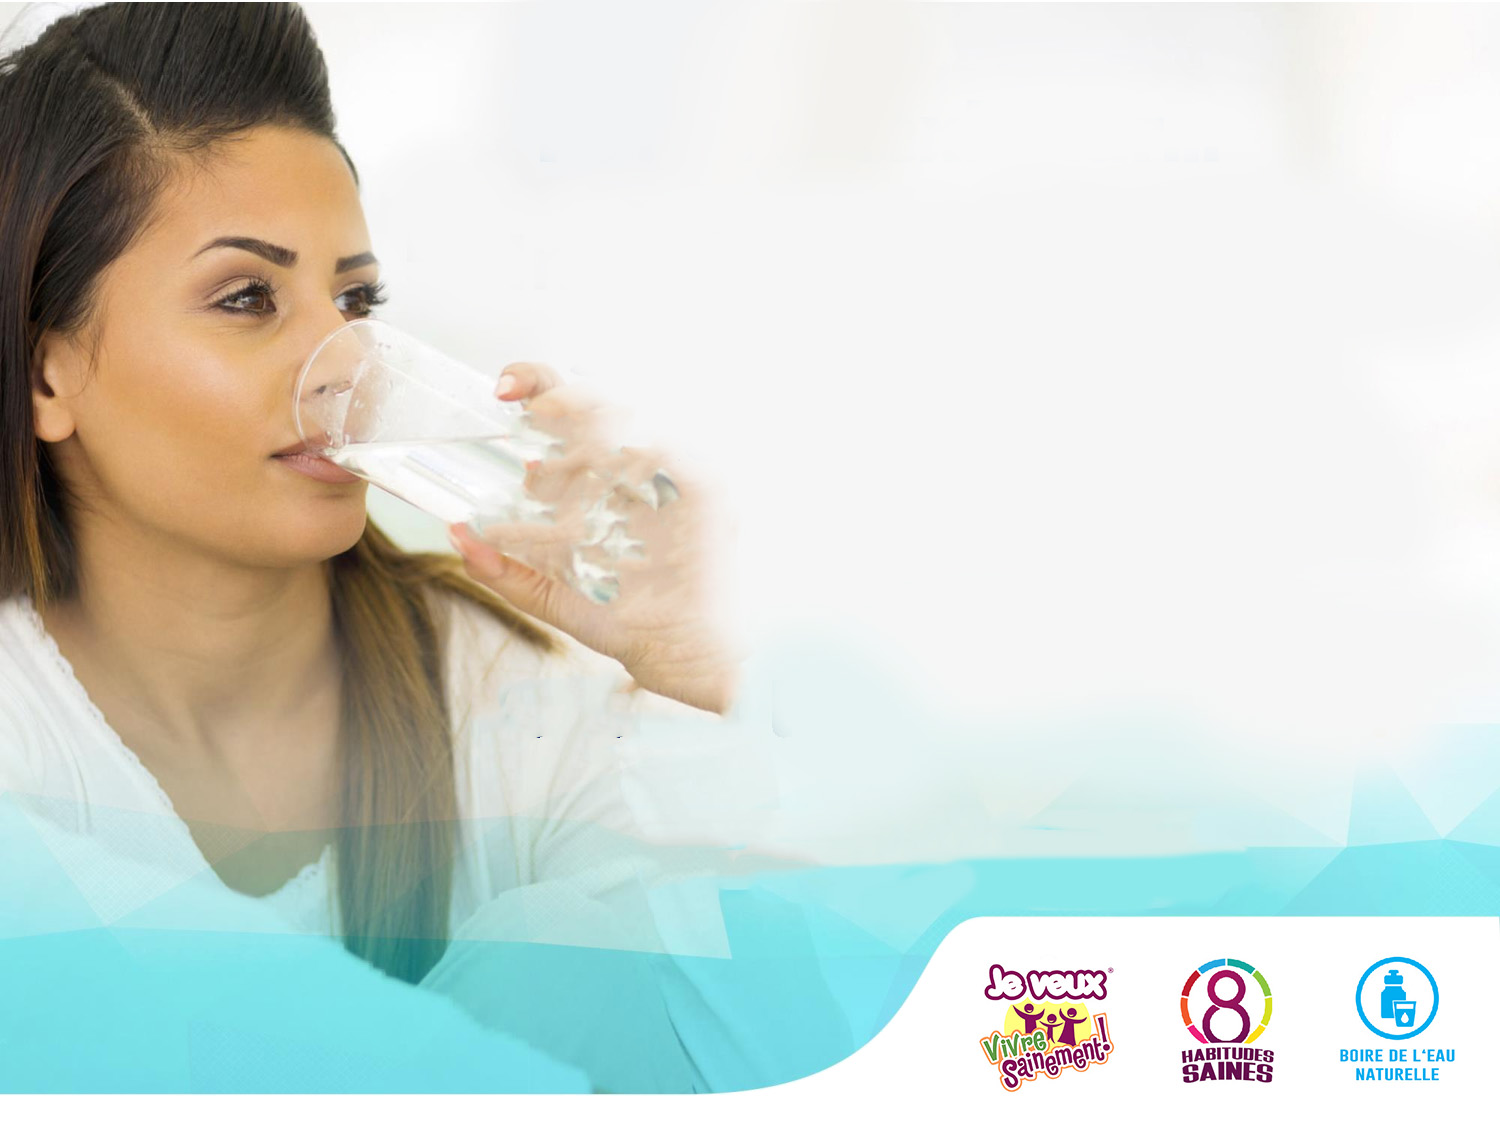 Je veux®
Vivre
Sainement!
8
HABITUDES
SAINES
BOIRE DE L'EAU
NATURELLE